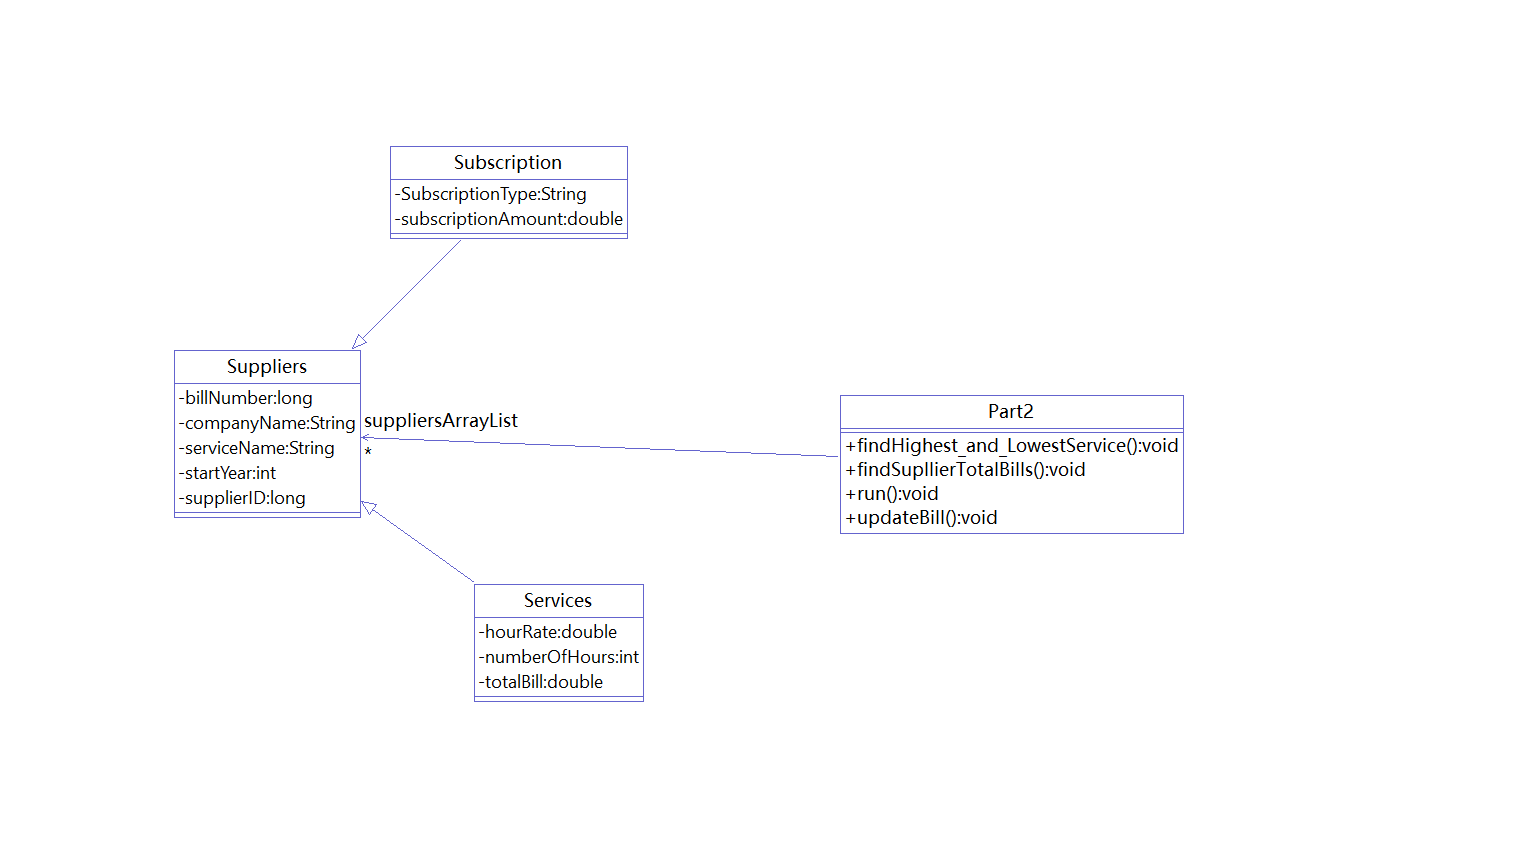 Subscription
-SubscriptionType:String
-subscriptionAmount:double
Suppliers
-billNumber:long
-companyName:String
-serviceName:String
-startYear:int
-supplierID:long
suppliersArrayList
*
Part2
+findHighest_and_LowestService():void
+findSupllierTotalBills():void
+run():void
+updateBill():void
Services
-hourRate:double
-numberOfHours:int
-totalBill:double